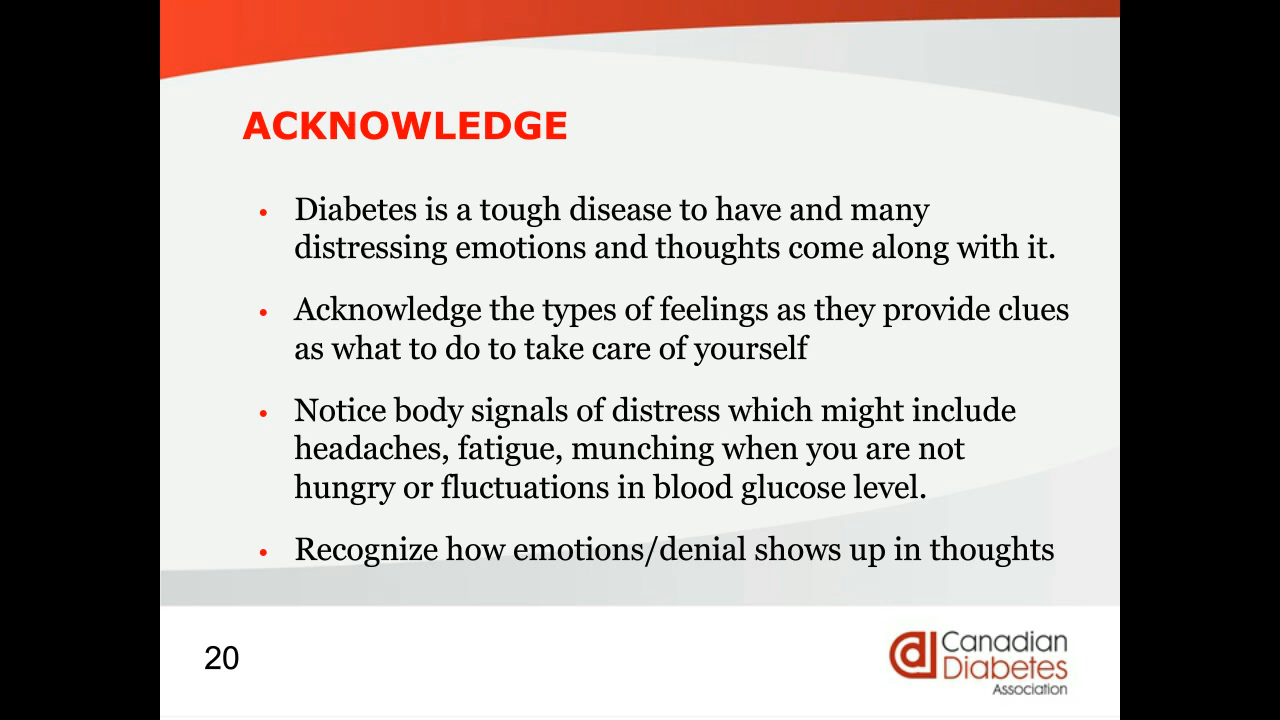 ACKNOWLEDGE
• Diabetes is a tough disease to have and many
distressing emotions and thoughts come along with it.
• Acknowledge the types of feelings as they provide clues
as what to do to take care of yourself
• Notice body signals of distress which might include
headaches, fatigue, munching when you are not
hungry or fluctuations in blood glucose level.
• Recognize how emotions/denial shows up in thoughts
20
Canadian
Diabetes
Association